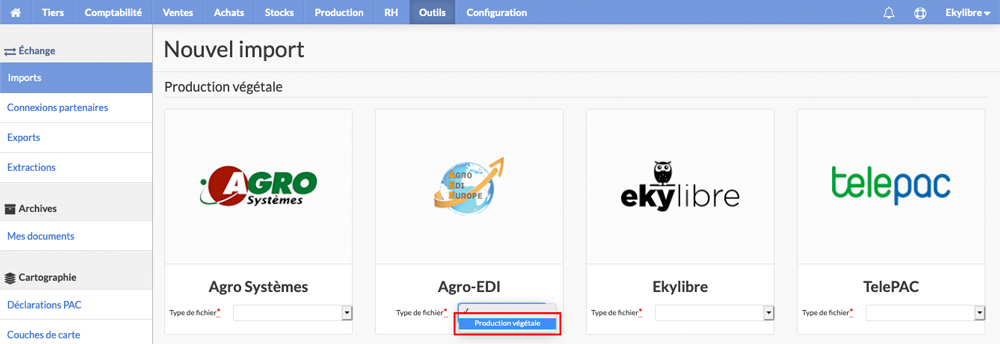 Tiers Comptabilité Ventes Achats Stocks Production RH Outils Configuration Ekylibre
Échange
Imports
Connexions partenaires
Exports
Extractions
Archives
Mes documents
Cartographie
Déclarations PAC
Couches de carte
Nouvel import
Production végétale
AGRO
Systèmes
AGRO
EDI
EUROPE
ekylibre
telepac
Agro Systèmes
Type de fichier*
Agro-EDI
Type de fichier*
✓
Production végétale
Ekylibre
Type de fichier*
TelePAC
Type de fichier*